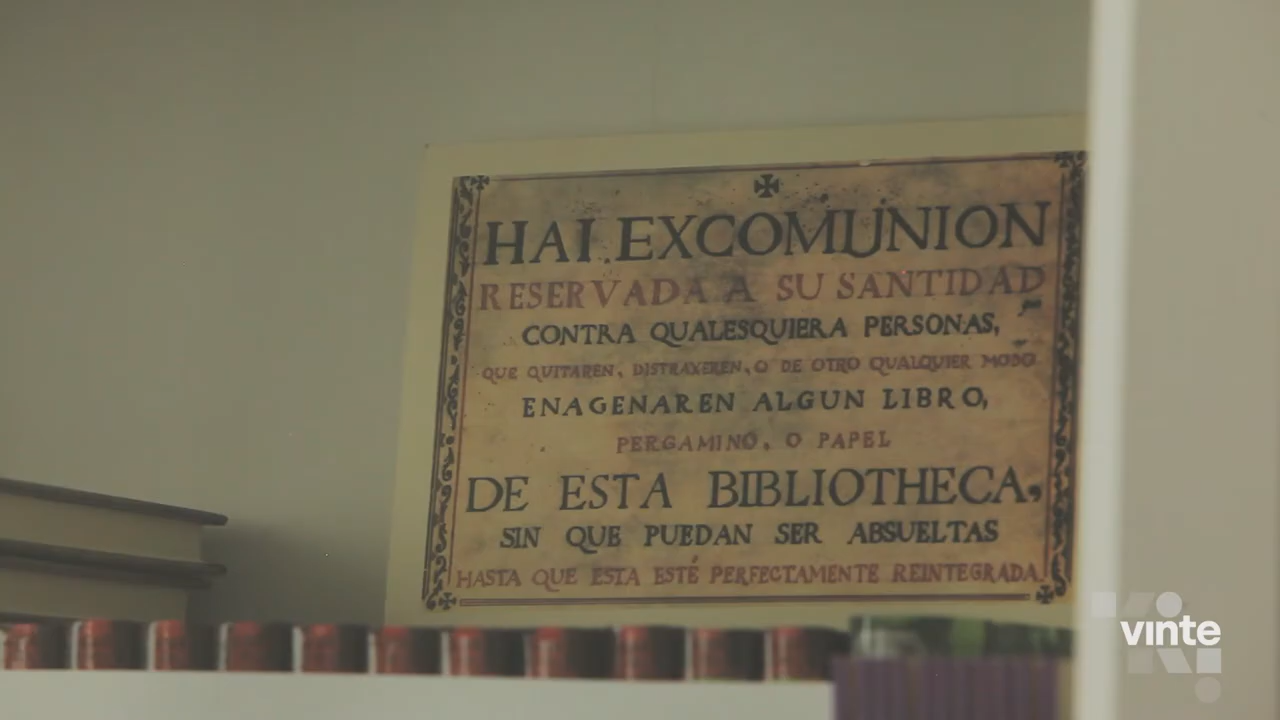 HAI EXCOMUNION
RESERVADA A SU SANTIDAD
CONTRA QUALESQUIERA PERSONAS,
QUE QUITAREN, DISTRAXEREN, O DE OTRO QUALQUIER MODO
ENAGENAREN ALGUN LIBRO,
PERGAMINO, O PAPEL
DE ESTA BIBLIOTHECA,
SIN QUE PUEDAN SER ABSUELTAS
HASTA QUE ESTA ESTÉ PERFECTAMENTE REINTEGRADA.
vinte